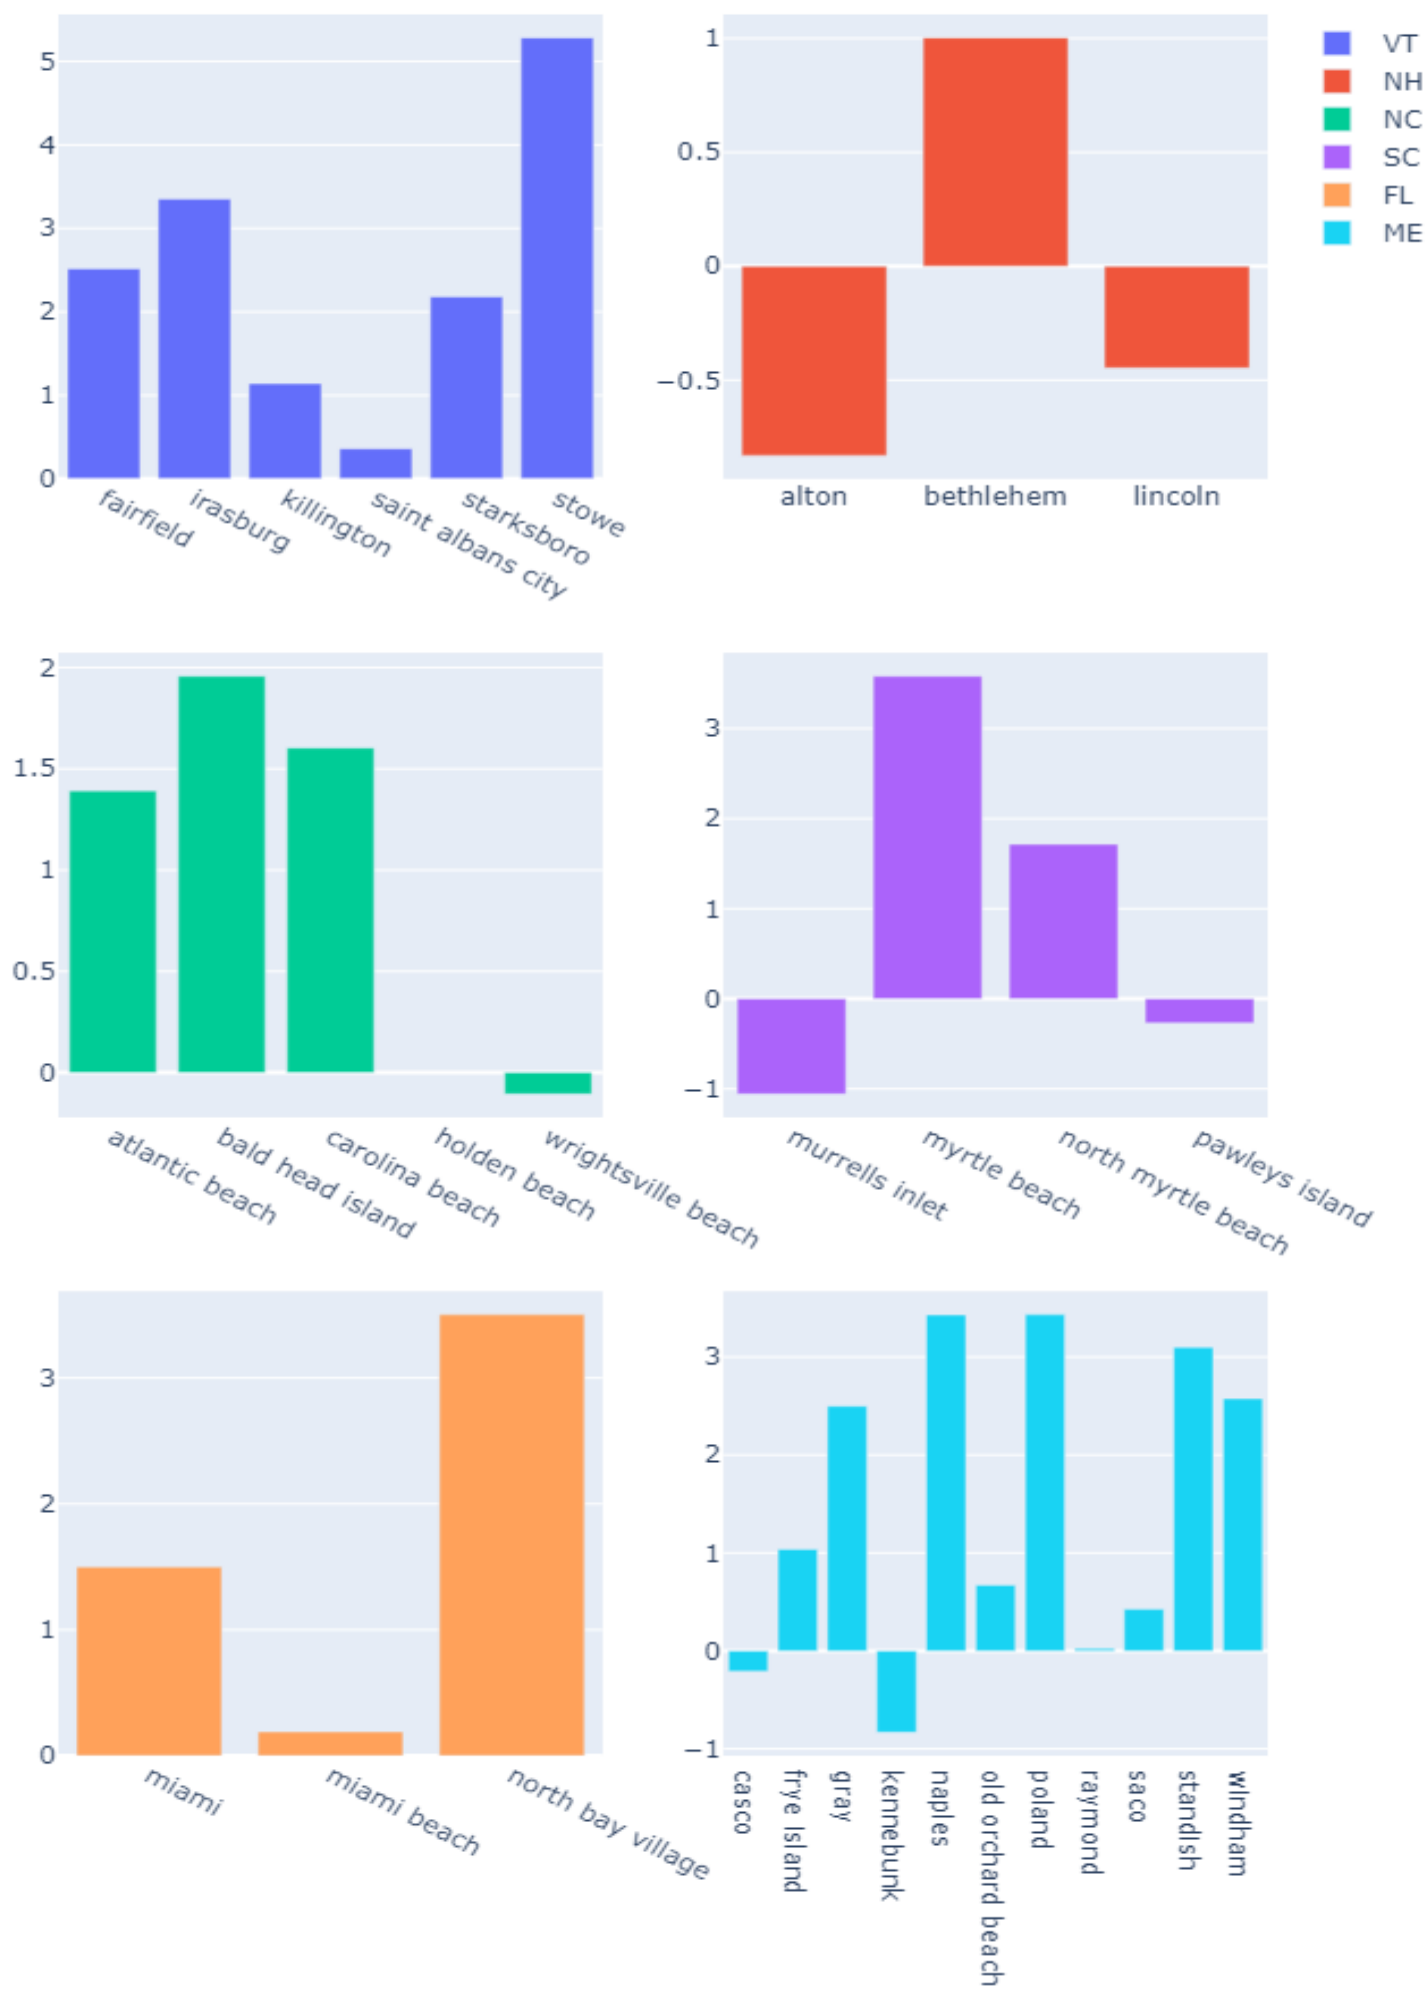 5
4
3
2
1
0
fairfield
irasburg
killington
saint albans city
starksboro
stowe
1
0.5
0
−0.5
alton
bethlehem
lincoln
VT
NH
NC
SC
FL
ME
2
1.5
1
0.5
0
atlantic beach
bald head island
carolina beach
holden beach
wrightsville beach
3
2
1
0
−1
murrells inlet
myrtle beach
north myrtle beach
pawleys island
3
2
1
0
miami
miami beach
north bay village
3
2
1
0
−1
casco
frye island
gray
kennebunk
naples
old orchard beach
poland
raymond
saco
standish
windham